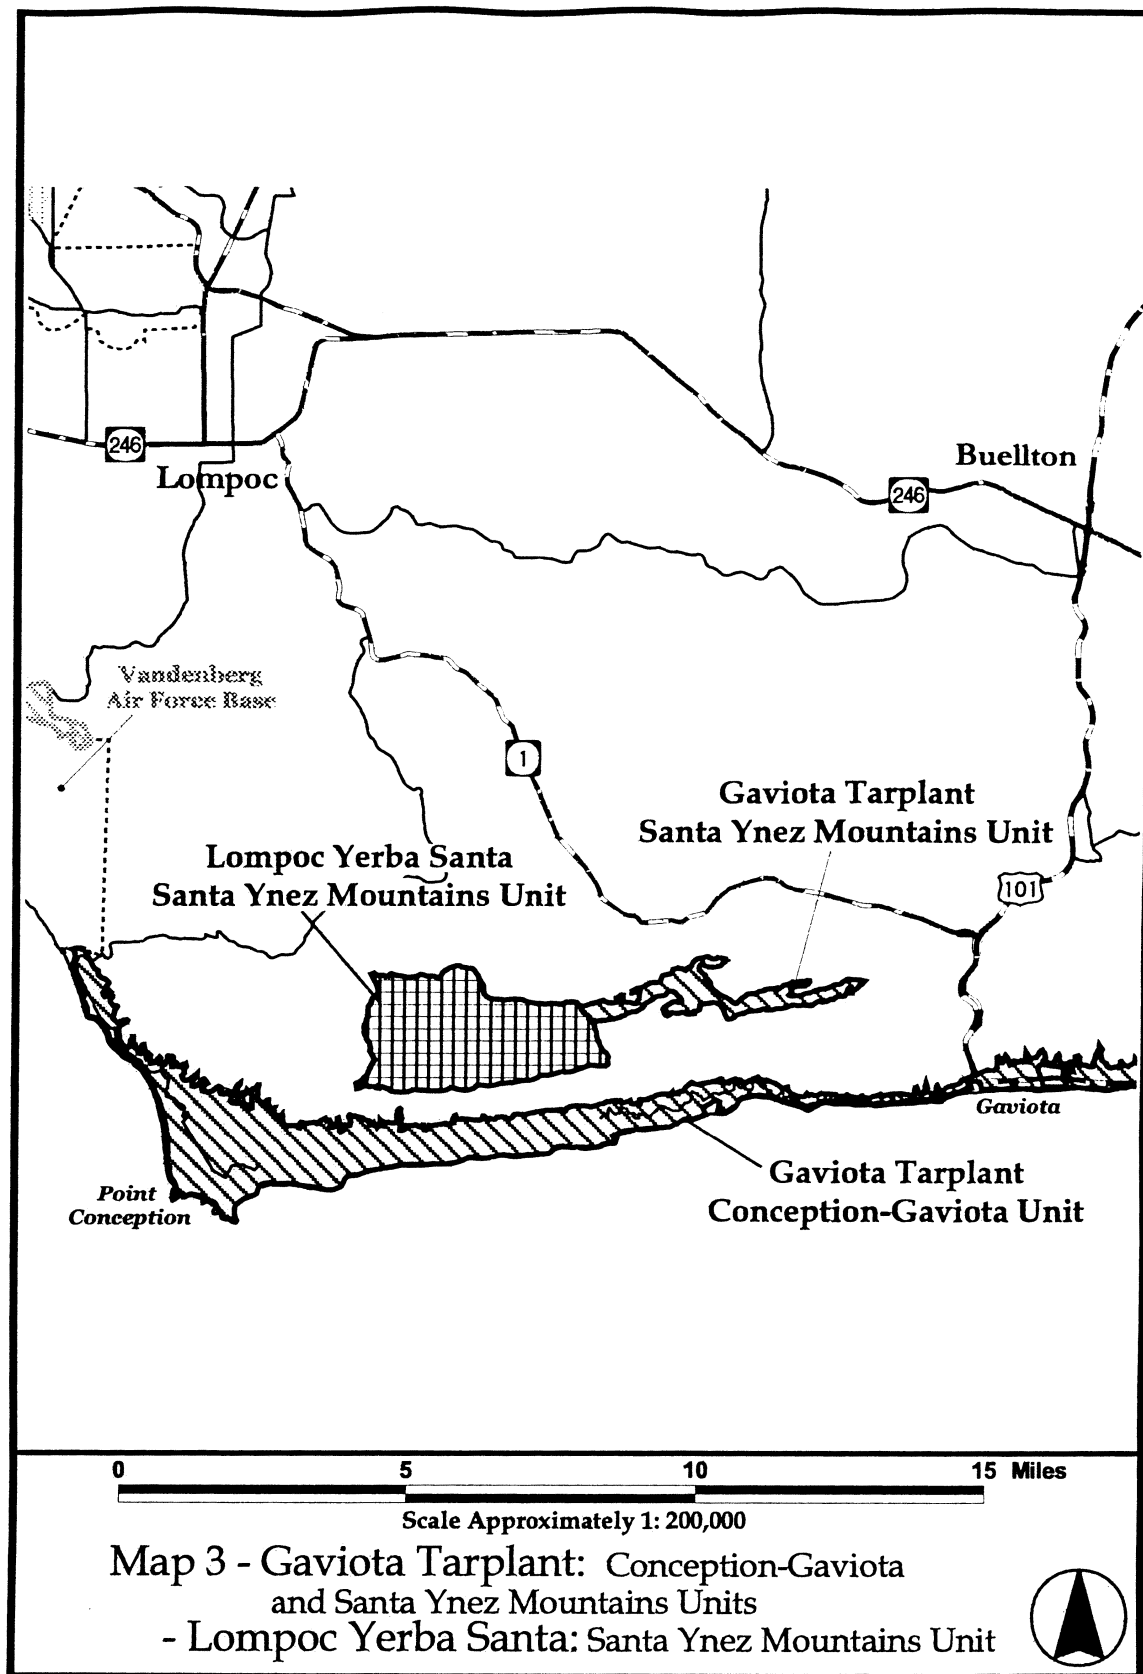 246
Lompoc
Buellton
246
Vandenberg
Air Force Base
1
Gaviota Tarplant
Santa Ynez Mountains Unit
Lompoc Yerba Santa
Santa Ynez Mountains Unit
101
Gaviota
Gaviota Tarplant
Conception-Gaviota Unit
Point
Conception
0 5 10 15 Miles
Scale Approximately 1: 200,000
Map 3 - Gaviota Tarplant: Conception-Gaviota
and Santa Ynez Mountains Units
- Lompoc Yerba Santa: Santa Ynez Mountains Unit